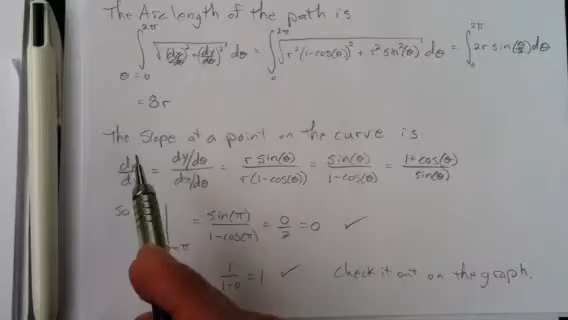 The Arc length of the path is
∫_{θ=0}^{2π} √((dx/dθ)² + (dy/dθ)²) dθ = ∫_0^{2π} √(r²(1-cos(θ))² + r² sin²(θ)) dθ = ∫_0^{2π} 2r sin(θ/2) dθ
= 8r
The slope at a point on the curve is
= (dy/dθ)/(dx/dθ) = r sin(θ)/r(1-cos(θ)) = sin(θ)/(1-cos(θ)) = (1+cos(θ))/sin(θ)
So | =π = sin(π)/(1-cos(π)) = 0/2 = 0 ✓
1/(1-0) = 1 ✓ Check it out on the graph.